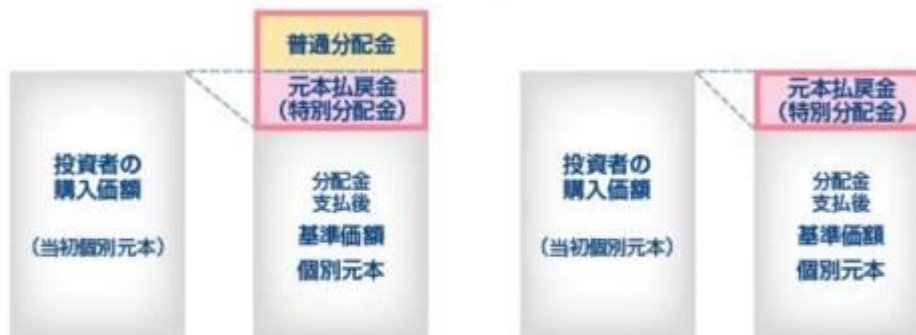 普通分配金
元本払戻金
(特別分配金)
投資者の
購入価額
(当初個別元本)
分配金
支払後
基準価額
個別元本
元本払戻金
(特別分配金)
投資者の
購入価額
(当初個別元本)
分配金
支払後
基準価額
個別元本